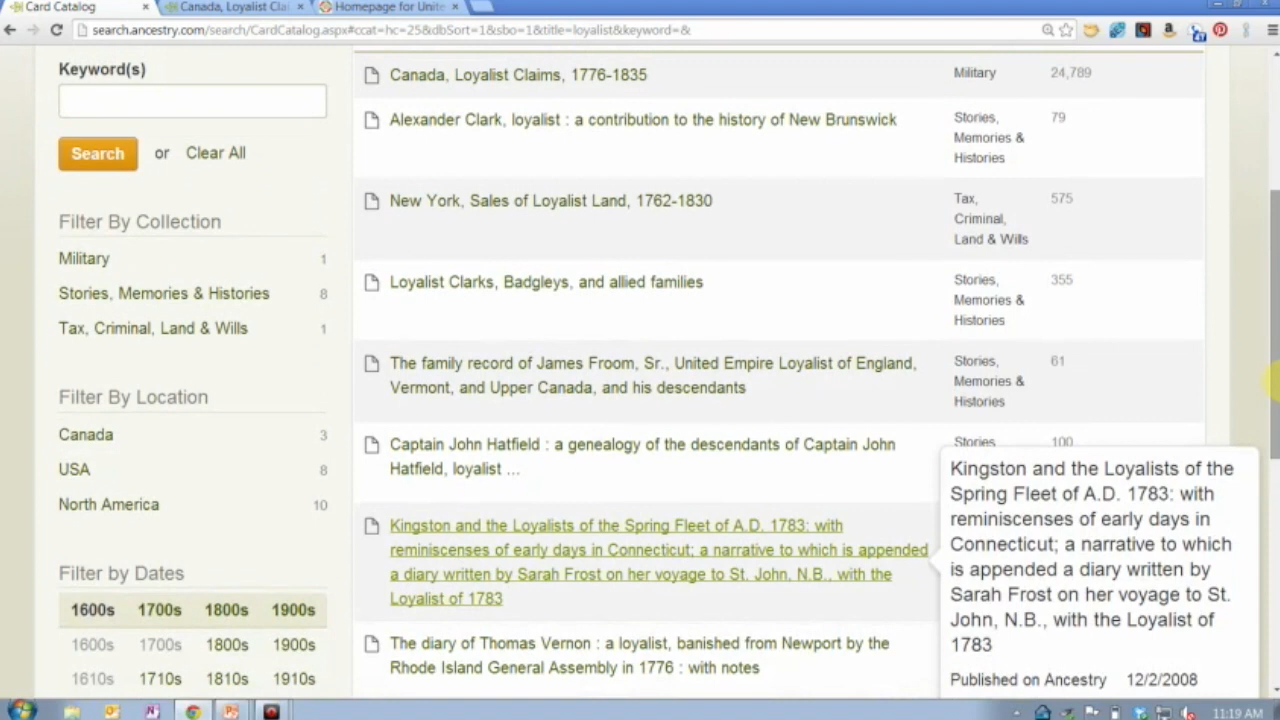 Card Catalog
Canada, Loyalist Clai
Homepage for Unite
search.ancestry.com/search/CardCatalog.aspx#ccat=hc=25&dbSort=1&sbo=1&title=loyalist&keyword=&
Keyword(s)
Search or Clear All
Filter By Collection
Military 1
Stories, Memories & Histories 8
Tax, Criminal, Land & Wills 1
Filter By Location
Canada 3
USA 8
North America 10
Filter by Dates
1600s 1700s 1800s 1900s
1600s 1700s 1800s 1900s
1610s 1710s 1810s 1910s
Canada, Loyalist Claims, 1776-1835 Military 24,789
Alexander Clark, loyalist : a contribution to the history of New Brunswick Stories, 79
Memories &
Histories
New York, Sales of Loyalist Land, 1762-1830 Tax, 575
Criminal,
Land & Wills
Loyalist Clarks, Badgleys, and allied families Stories, 355
Memories &
Histories
The family record of James Froom, Sr., United Empire Loyalist of England, Stories, 61
Vermont, and Upper Canada, and his descendants Memories &
Histories
Captain John Hatfield : a genealogy of the descendants of Captain John Stories, 100
Hatfield, loyalist ...
Kingston and the Loyalists of the Spring Fleet of A.D. 1783: with
reminiscenses of early days in Connecticut; a narrative to which is appended
a diary written by Sarah Frost on her voyage to St. John, N.B., with the
Loyalist of 1783
The diary of Thomas Vernon : a loyalist, banished from Newport by the
Rhode Island General Assembly in 1776 : with notes
Kingston and the Loyalists of the
Spring Fleet of A.D. 1783: with
reminiscenses of early days in
Connecticut; a narrative to which
is appended a diary written by
Sarah Frost on her voyage to St.
John, N.B., with the Loyalist of
1783
Published on Ancestry 12/2/2008
11:19 AM